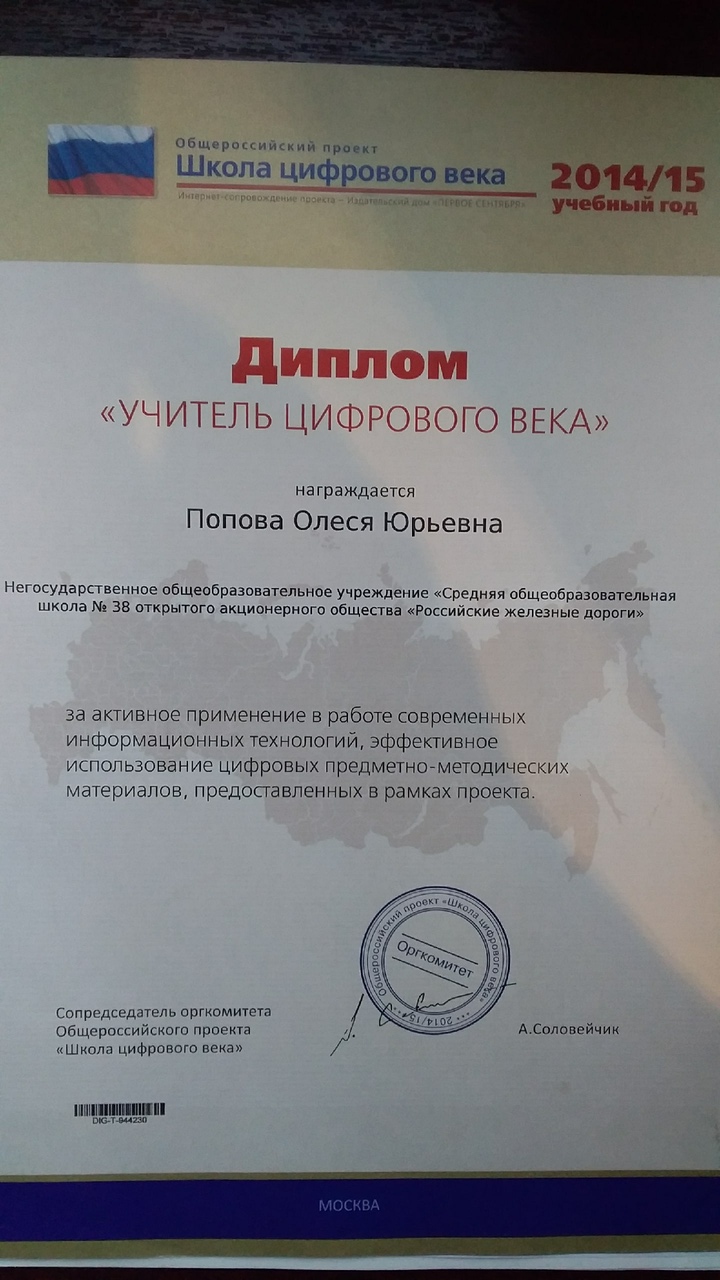 Общероссийский проект
Школа цифрового века
Интернет-сопровождение проекта – Издательский дом «ПЕРВОЕ СЕНТЯБРЯ»
2014/15
учебный год
Диплом
«УЧИТЕЛЬ ЦИФРОВОГО ВЕКА»
награждается
Попова Олеся Юрьевна
Негосударственное общеобразовательное учреждение «Средняя общеобразовательная
школа № 38 открытого акционерного общества «Российские железные дороги»
за активное применение в работе современных
информационных технологий, эффективное
использование цифровых предметно-методических
материалов, предоставленных в рамках проекта.
Общероссийский проект «Школа цифрового века»
Оргкомитет
2014/15
Сопредседатель оргкомитета
Общероссийского проекта
«Школа цифрового века»
А.Соловейчик
DIG-T-944230
МОСКВА